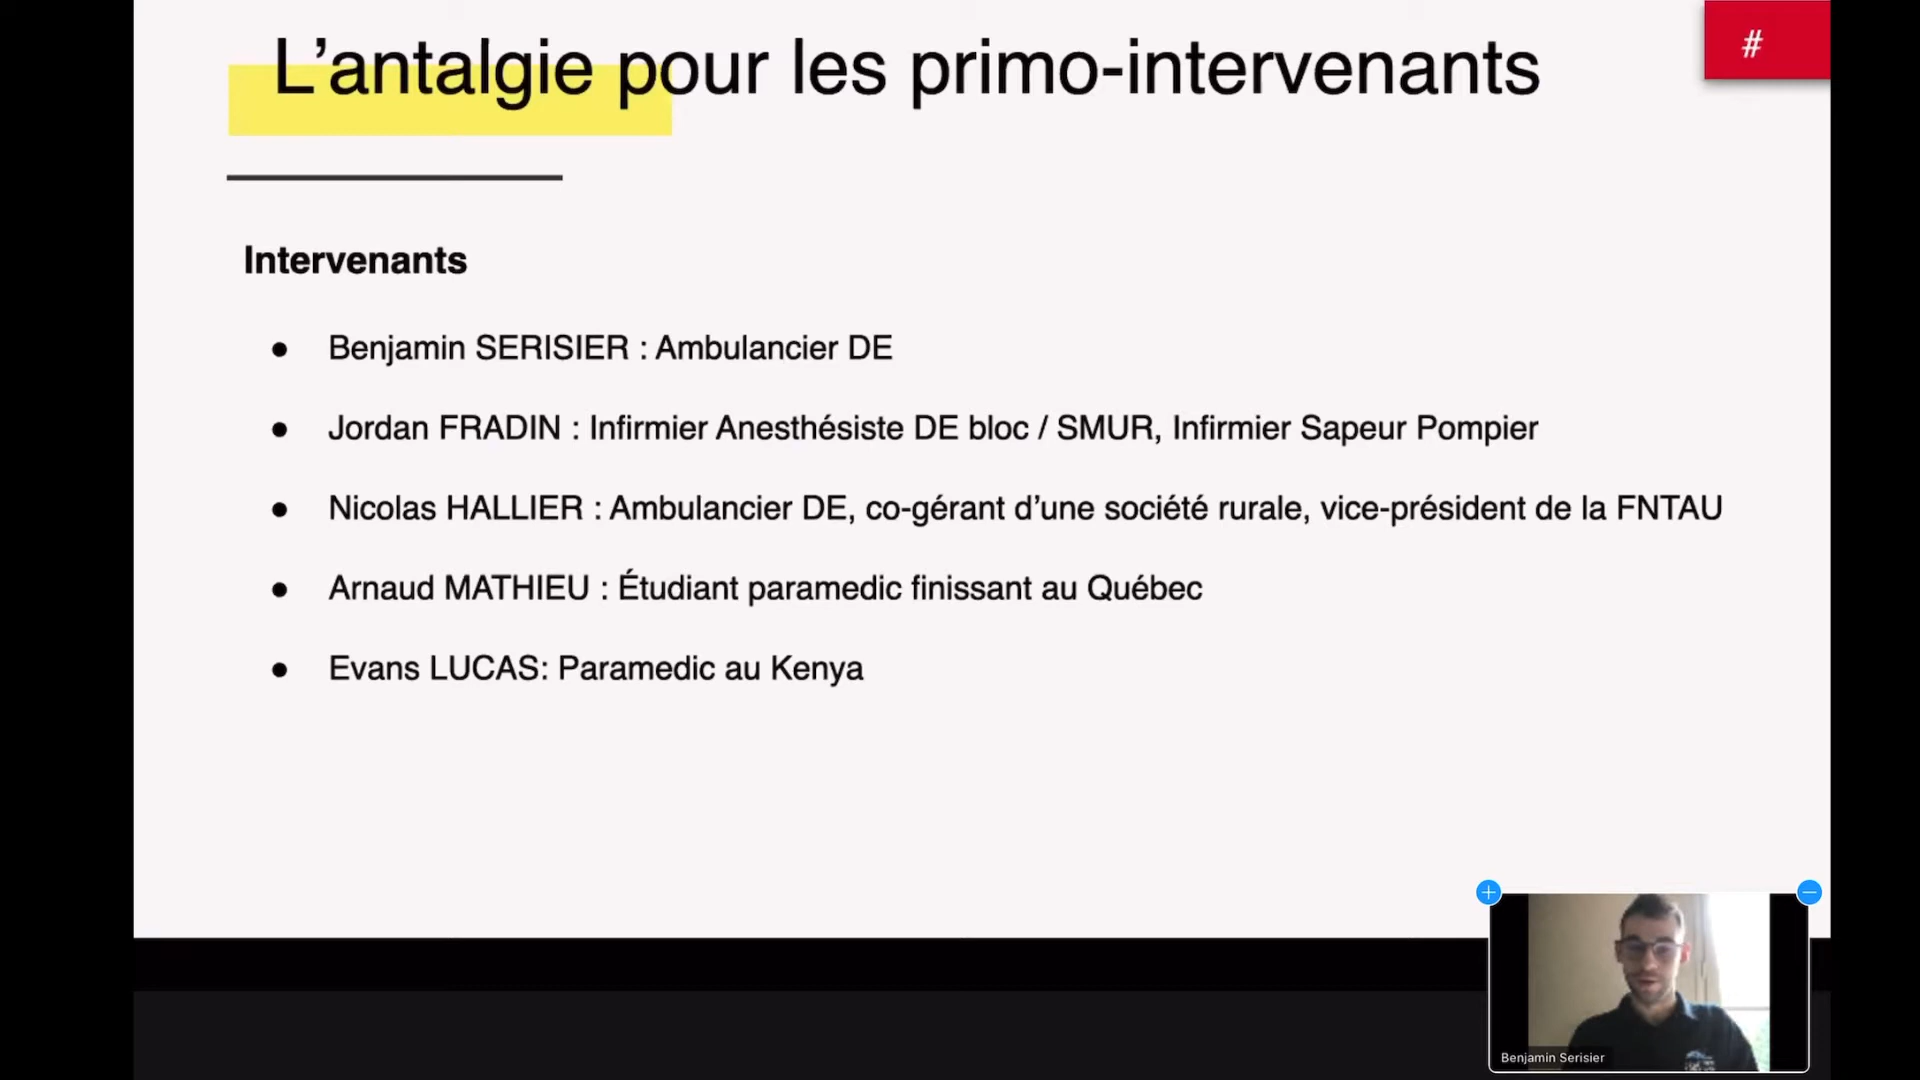 L’antalgie pour les primo-intervenants
#
Intervenants
● Benjamin SERISIER : Ambulancier DE
● Jordan FRADIN : Infirmier Anesthésiste DE bloc / SMUR, Infirmier Sapeur Pompier
● Nicolas HALLIER : Ambulancier DE, co-gérant d’une société rurale, vice-président de la FNTAU
● Arnaud MATHIEU : Étudiant paramedic finissant au Québec
● Evans LUCAS: Paramedic au Kenya
Benjamin Serisier